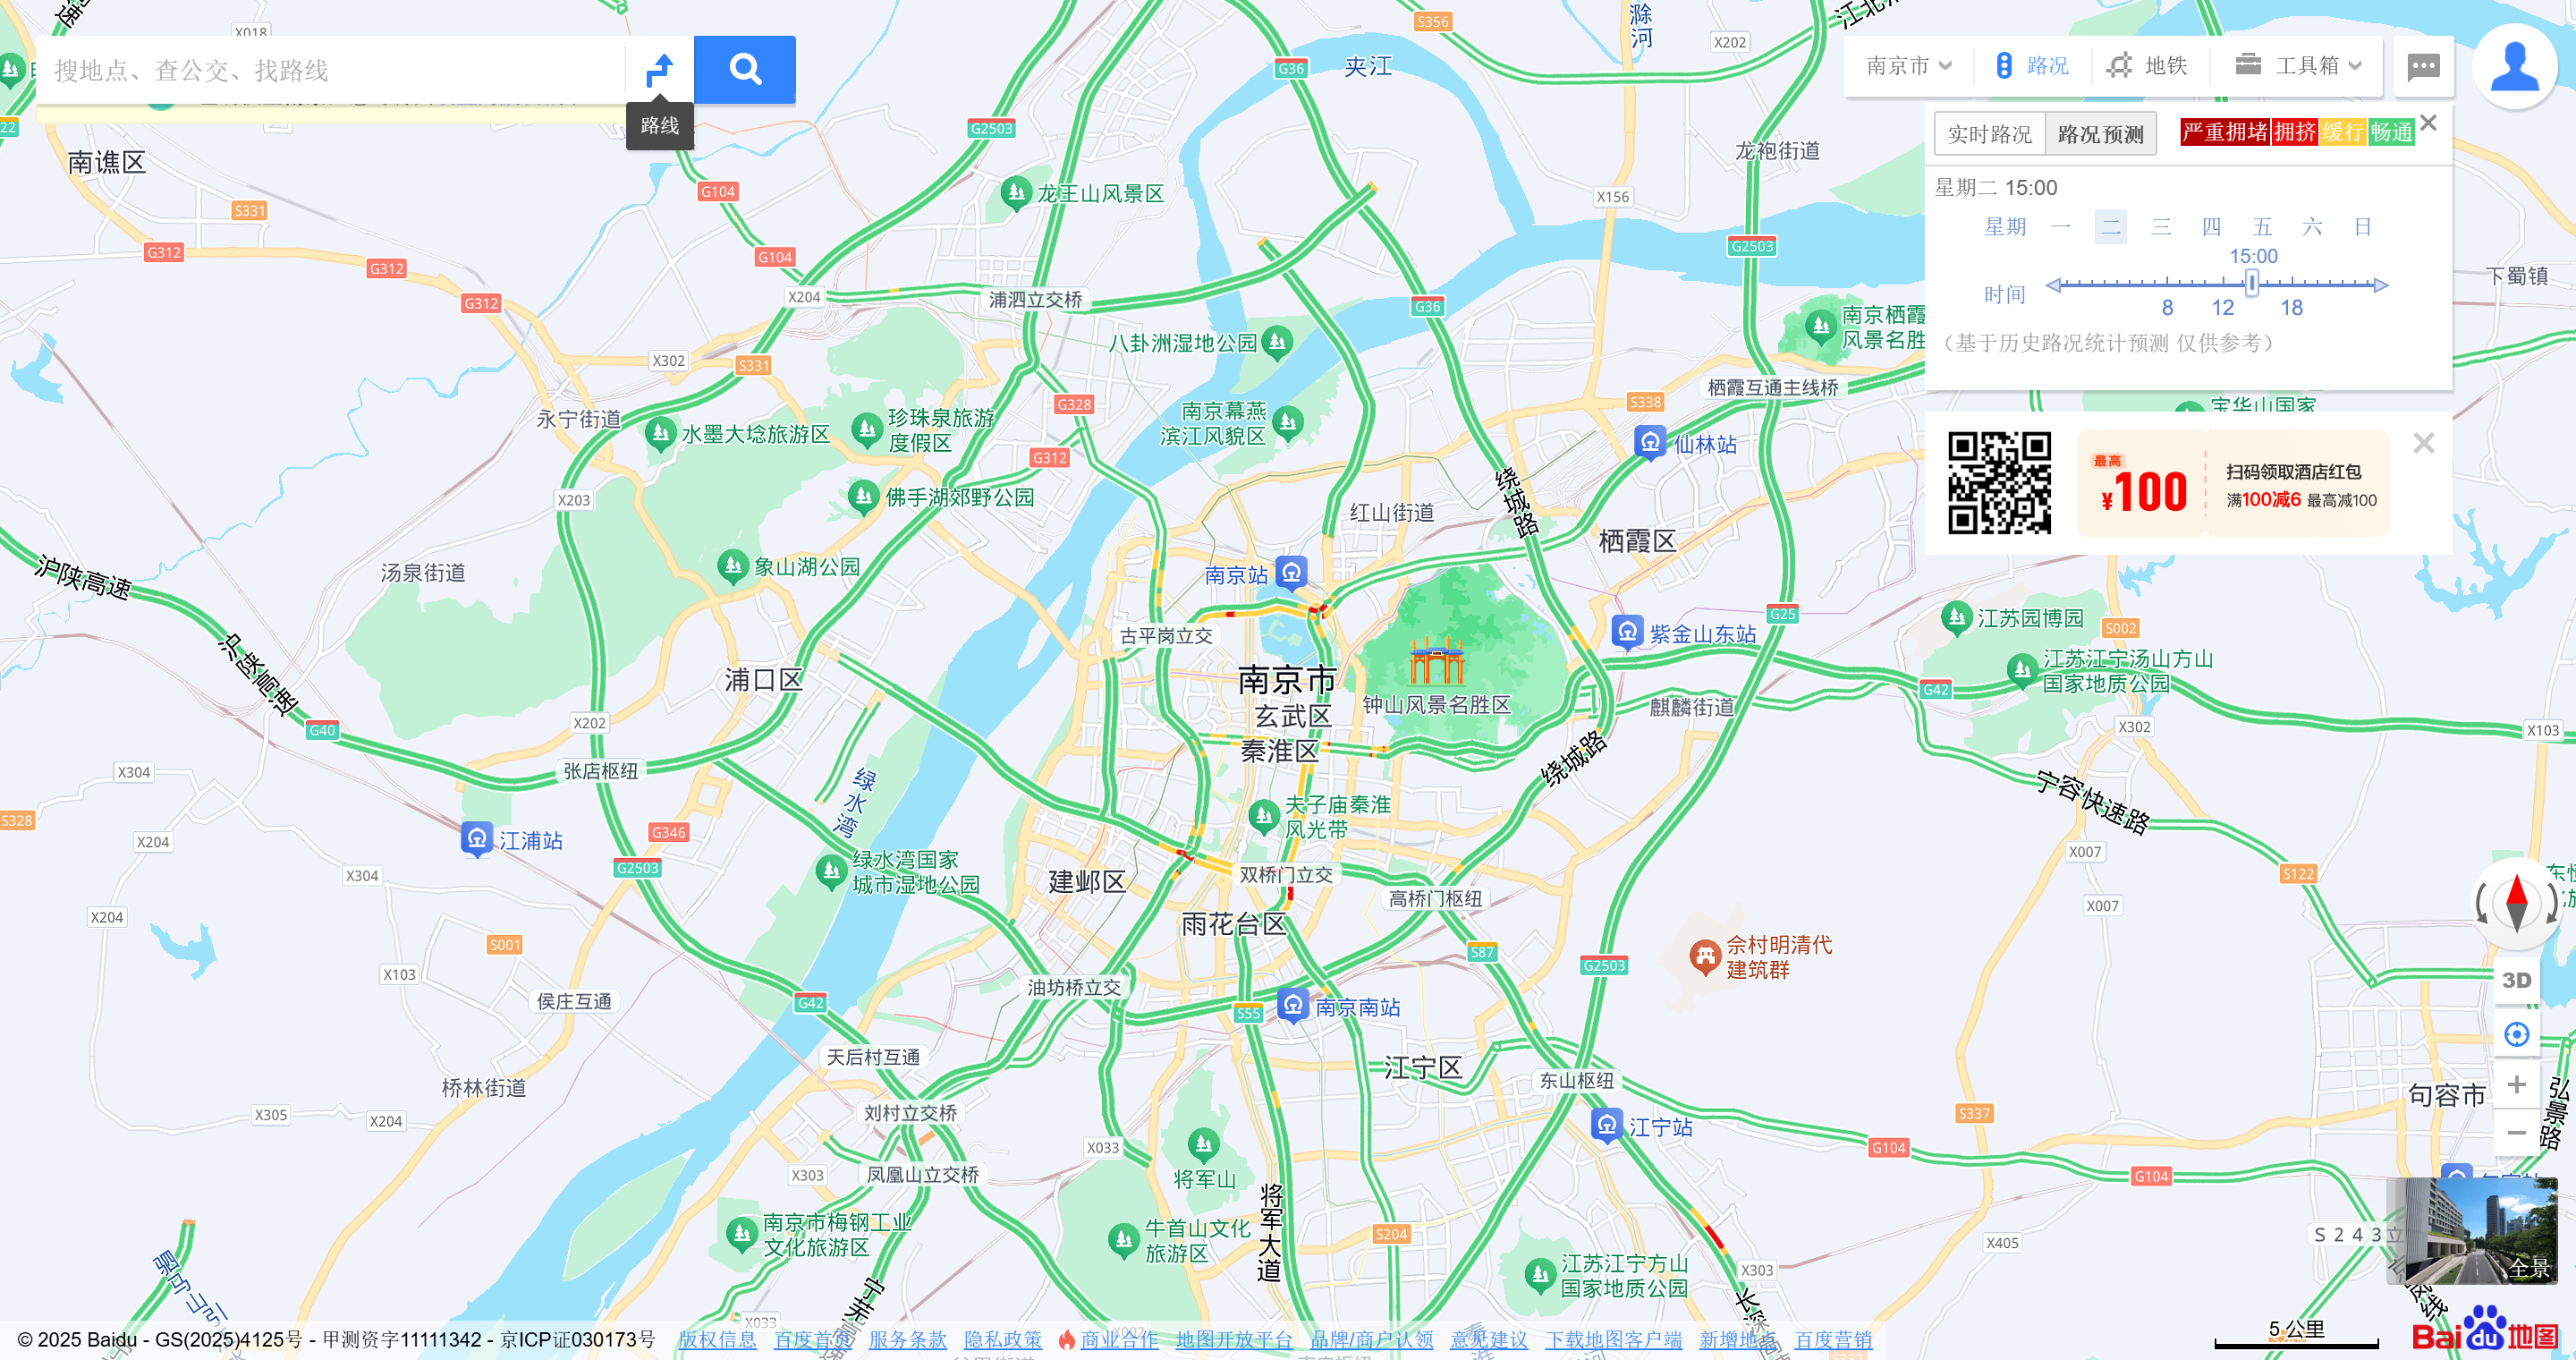 X018
S356
滁河
X202
搜地点、查公交、找路线
路线
G36
夹江
南京市
路况
地铁
工具箱
22
G2503
南谯区
龙袍街道
实时路况
路况预测
严重拥堵
拥挤
缓行
畅通
星期二 15:00
星期 一 二 三 四 五 六 日
15:00
时间
8 12 18
（基于历史路况统计预测 仅供参考）
G104
龙王山风景区
X156
S331
G312
G312
G104
G2503
G312
X204
浦泗立交桥
G36
下蜀镇
南京栖霞
风景名胜
八卦洲湿地公园
X302
S331
栖霞互通主线桥
永宁街道
G328
S338
宝华山国家
水墨大埝旅游区
珍珠泉旅游
度假区
南京幕燕
滨江风貌区
仙林站
G312
最高
¥100
扫码领取酒店红包
满100减6 最高减100
X203
佛手湖郊野公园
绕城路
红山街道
栖霞区
沪陕高速
汤泉街道
象山湖公园
南京站
G25
江苏园博园
S002
古平岗立交
紫金山东站
沪陕高速
浦口区
南京市
玄武区
秦淮区
钟山风景名胜区
麒麟街道
G42
江苏江宁汤山方山
国家地质公园
G40
X202
X302
X103
张店枢纽
X304
绕城路
绿水湾
宁容快速路
S328
江浦站
G346
夫子庙秦淮
风光带
X204
X007
G2503
绿水湾国家
城市湿地公园
X304
建邺区
双桥门立交
S122
高桥门枢纽
X204
雨花台区
X007
S001
S87
佘村明清代
建筑群
X103
G2503
油坊桥立交
侯庄互通
G42
S55
南京南站
3D
天后村互通
江宁区
东山枢纽
桥林街道
句容市
弘景路
刘村立交桥
X305
X204
S337
江宁站
X033
G104
G104
X303
凤凰山立交桥
将军山
将军大道
南京市梅钢工业
文化旅游区
牛首山文化
旅游区
S204
S243立
X405
江苏江宁方山
国家地质公园
X303
全景
宁芜
长深高
X033
X002
5 公里
Bai du 地图
© 2025 Baidu - GS(2025)4125号 - 甲测资字11111342 - 京ICP证030173号 版权信息 百度首页 服务条款 隐私政策 商业合作 地图开放平台 品牌/商户认领 意见建议 下载地图客户端 新增地点 百度营销